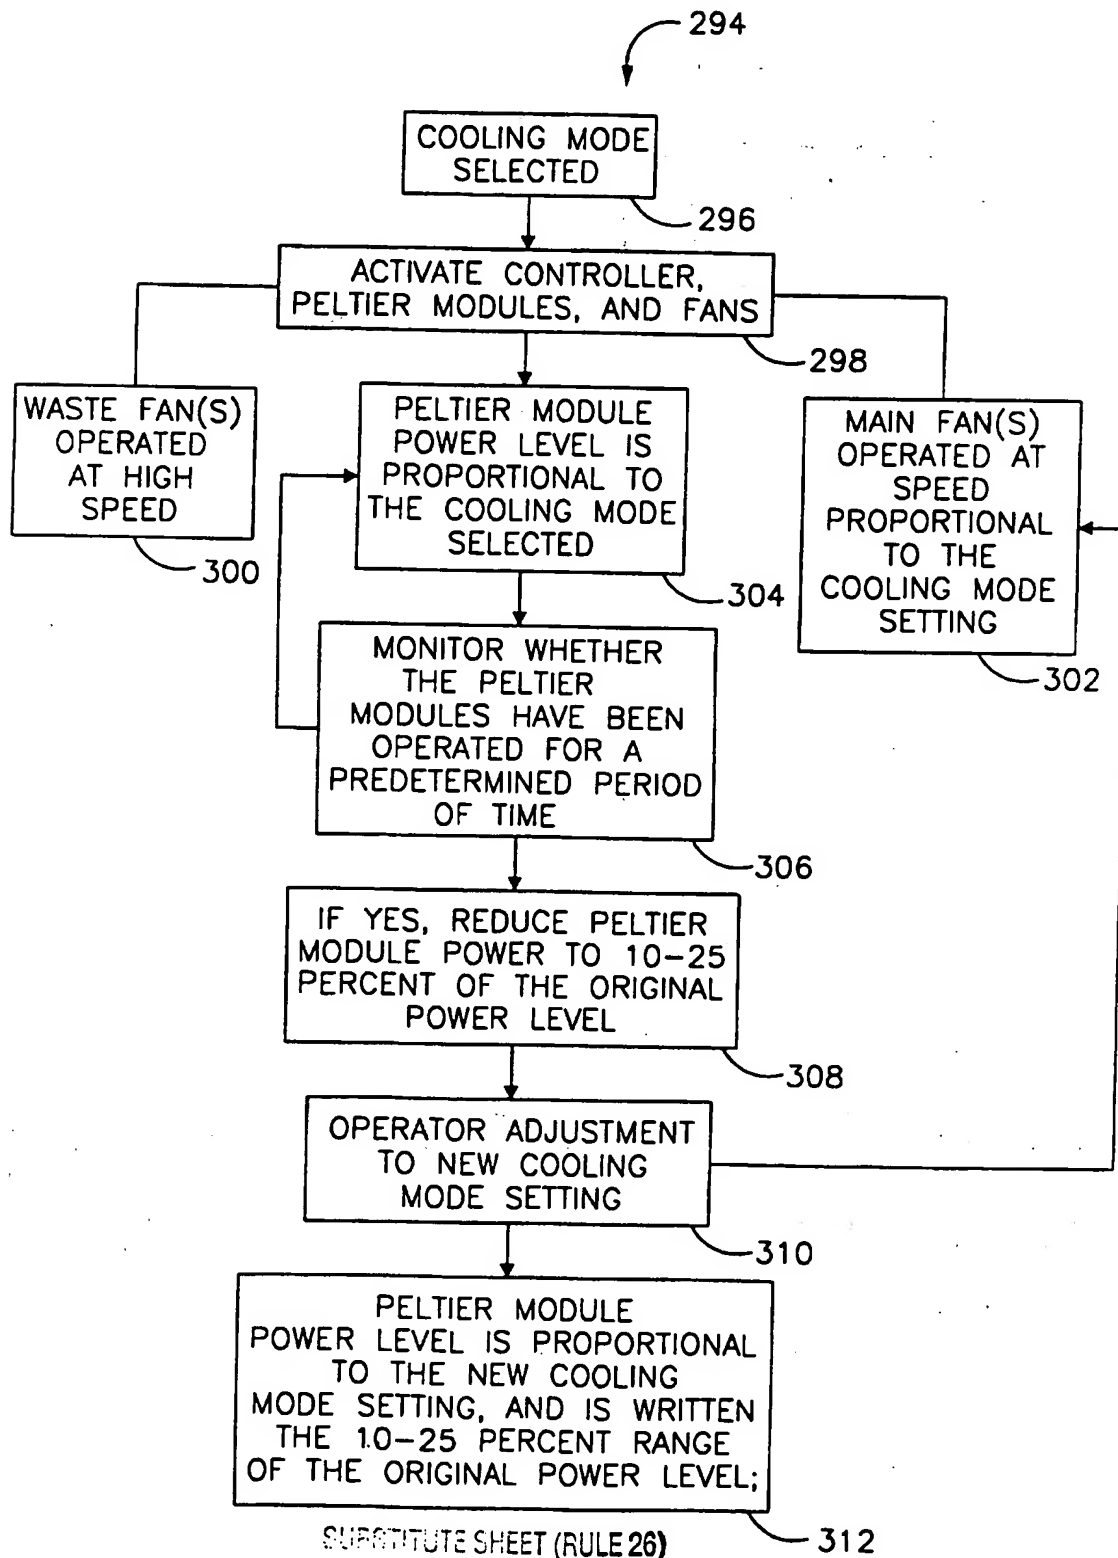 294
COOLING MODE
SELECTED
296
ACTIVATE CONTROLLER,
PELTIER MODULES, AND FANS
298
WASTE FAN(S)
OPERATED
AT HIGH
SPEED
300
PELTIER MODULE
POWER LEVEL IS
PROPORTIONAL TO
THE COOLING MODE
SELECTED
304
MAIN FAN(S)
OPERATED AT
SPEED
PROPORTIONAL
TO THE
COOLING MODE
SETTING
302
MONITOR WHETHER
THE PELTIER
MODULES HAVE BEEN
OPERATED FOR A
PREDETERMINED PERIOD
OF TIME
306
IF YES, REDUCE PELTIER
MODULE POWER TO 10-25
PERCENT OF THE ORIGINAL
POWER LEVEL
308
OPERATOR ADJUSTMENT
TO NEW COOLING
MODE SETTING
310
PELTIER MODULE
POWER LEVEL IS PROPORTIONAL
TO THE NEW COOLING
MODE SETTING, AND IS WRITTEN
THE 10-25 PERCENT RANGE
OF THE ORIGINAL POWER LEVEL;
312
SUBSTITUTE SHEET (RULE 26)